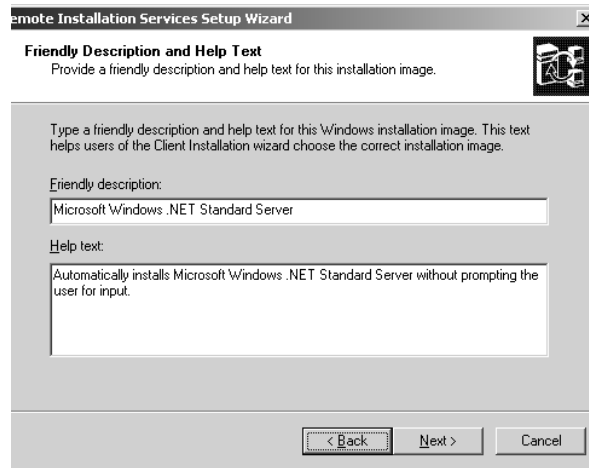 emote Installation Services Setup Wizard
Friendly Description and Help Text
Provide a friendly description and help text for this installation image.
Type a friendly description and help text for this Windows installation image. This text
helps users of the Client Installation wizard choose the correct installation image.
Friendly description:
Microsoft Windows .NET Standard Server
Help text:
Automatically installs Microsoft Windows .NET Standard Server without prompting the
user for input.
< Back Next > Cancel